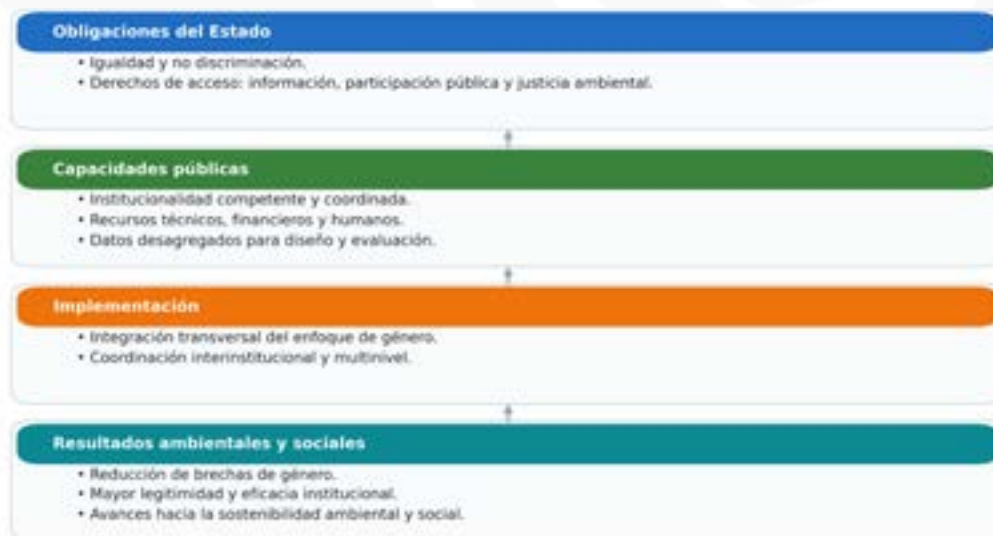 Obligaciones del Estado
• Igualdad y no discriminación.
• Derechos de acceso: información, participación pública y justicia ambiental.
Capacidades públicas
• Institucionalidad competente y coordinada.
• Recursos técnicos, financieros y humanos.
• Datos desagregados para diseño y evaluación.
Implementación
• Integración transversal del enfoque de género.
• Coordinación interinstitucional y multinivel.
Resultados ambientales y sociales
• Reducción de brechas de género.
• Mayor legitimidad y eficacia institucional.
• Avances hacia la sostenibilidad ambiental y social.